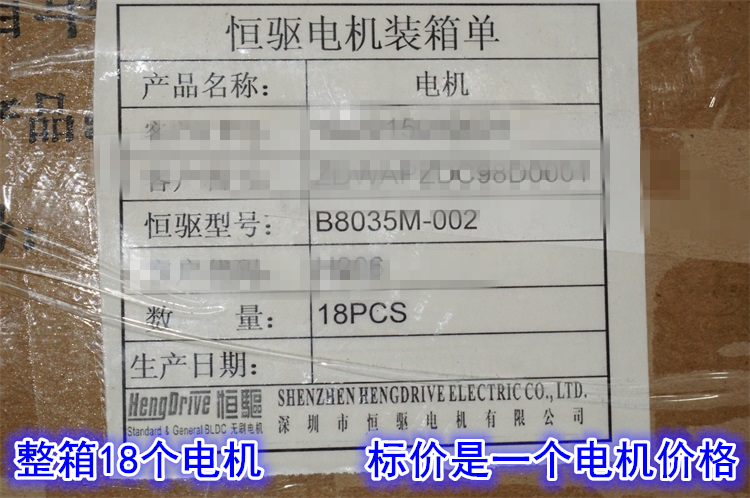 恒驱电机装箱单
产品名称: 电机
恒驱型号: B8035M-002
数 量: 18PCS
生产日期:
HengDrive 恒驱 SHENZHEN HENGDRIVE ELECTRIC CO., LTD.
Standard & General BLDC 无刷电机 深圳市恒驱电机有限公司
整箱18个电机 标价是一个电机价格